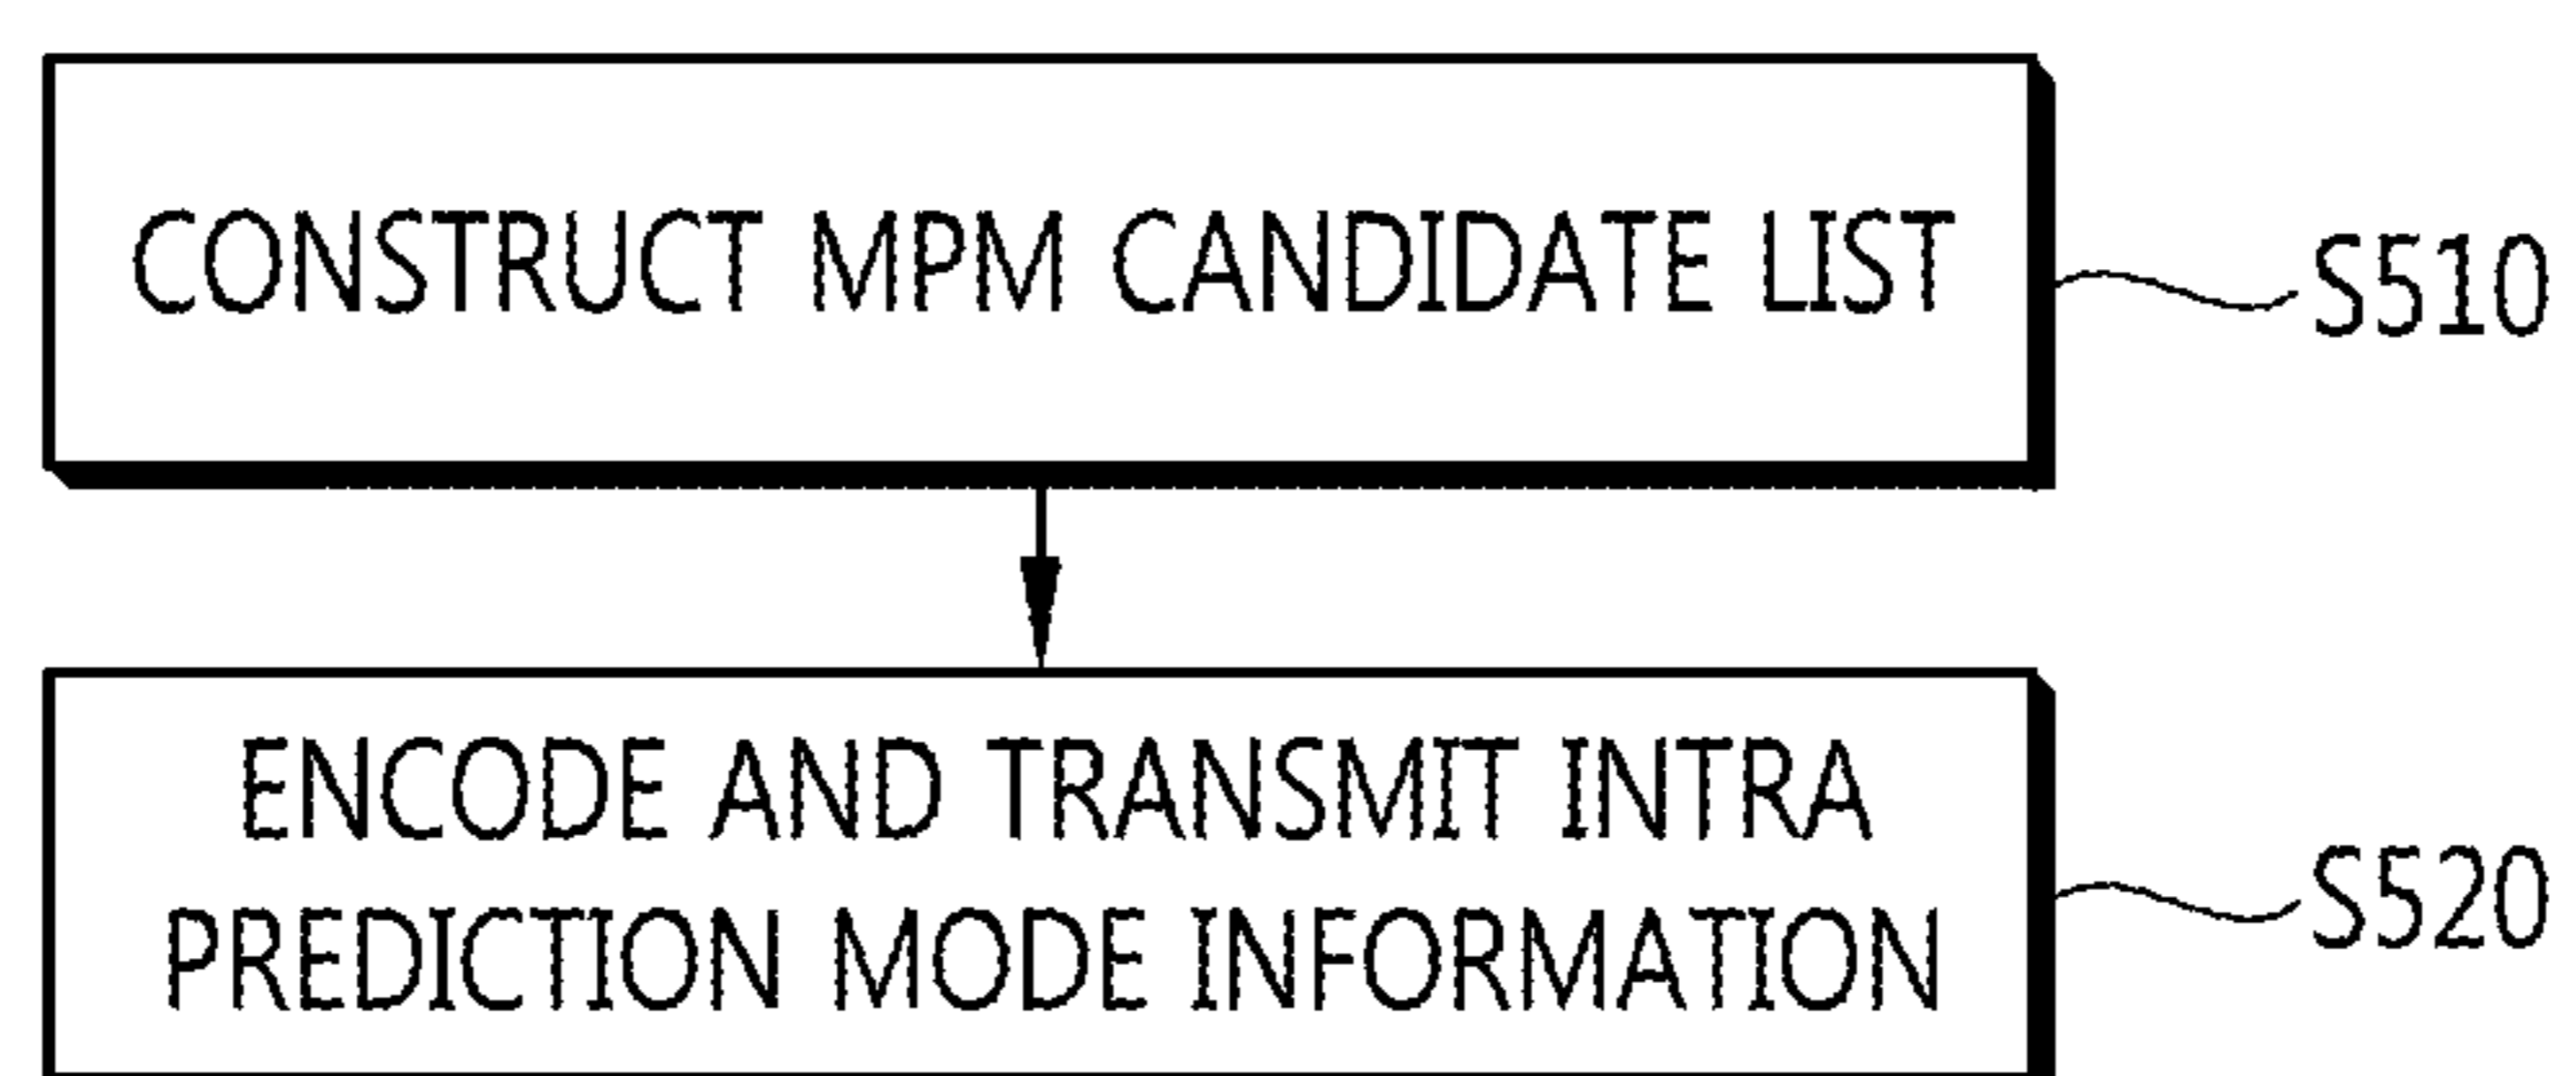 CONSTRUCT MPM CANDIDATE LIST
S510
ENCODE AND TRANSMIT INTRA
PREDICTION MODE INFORMATION
S520